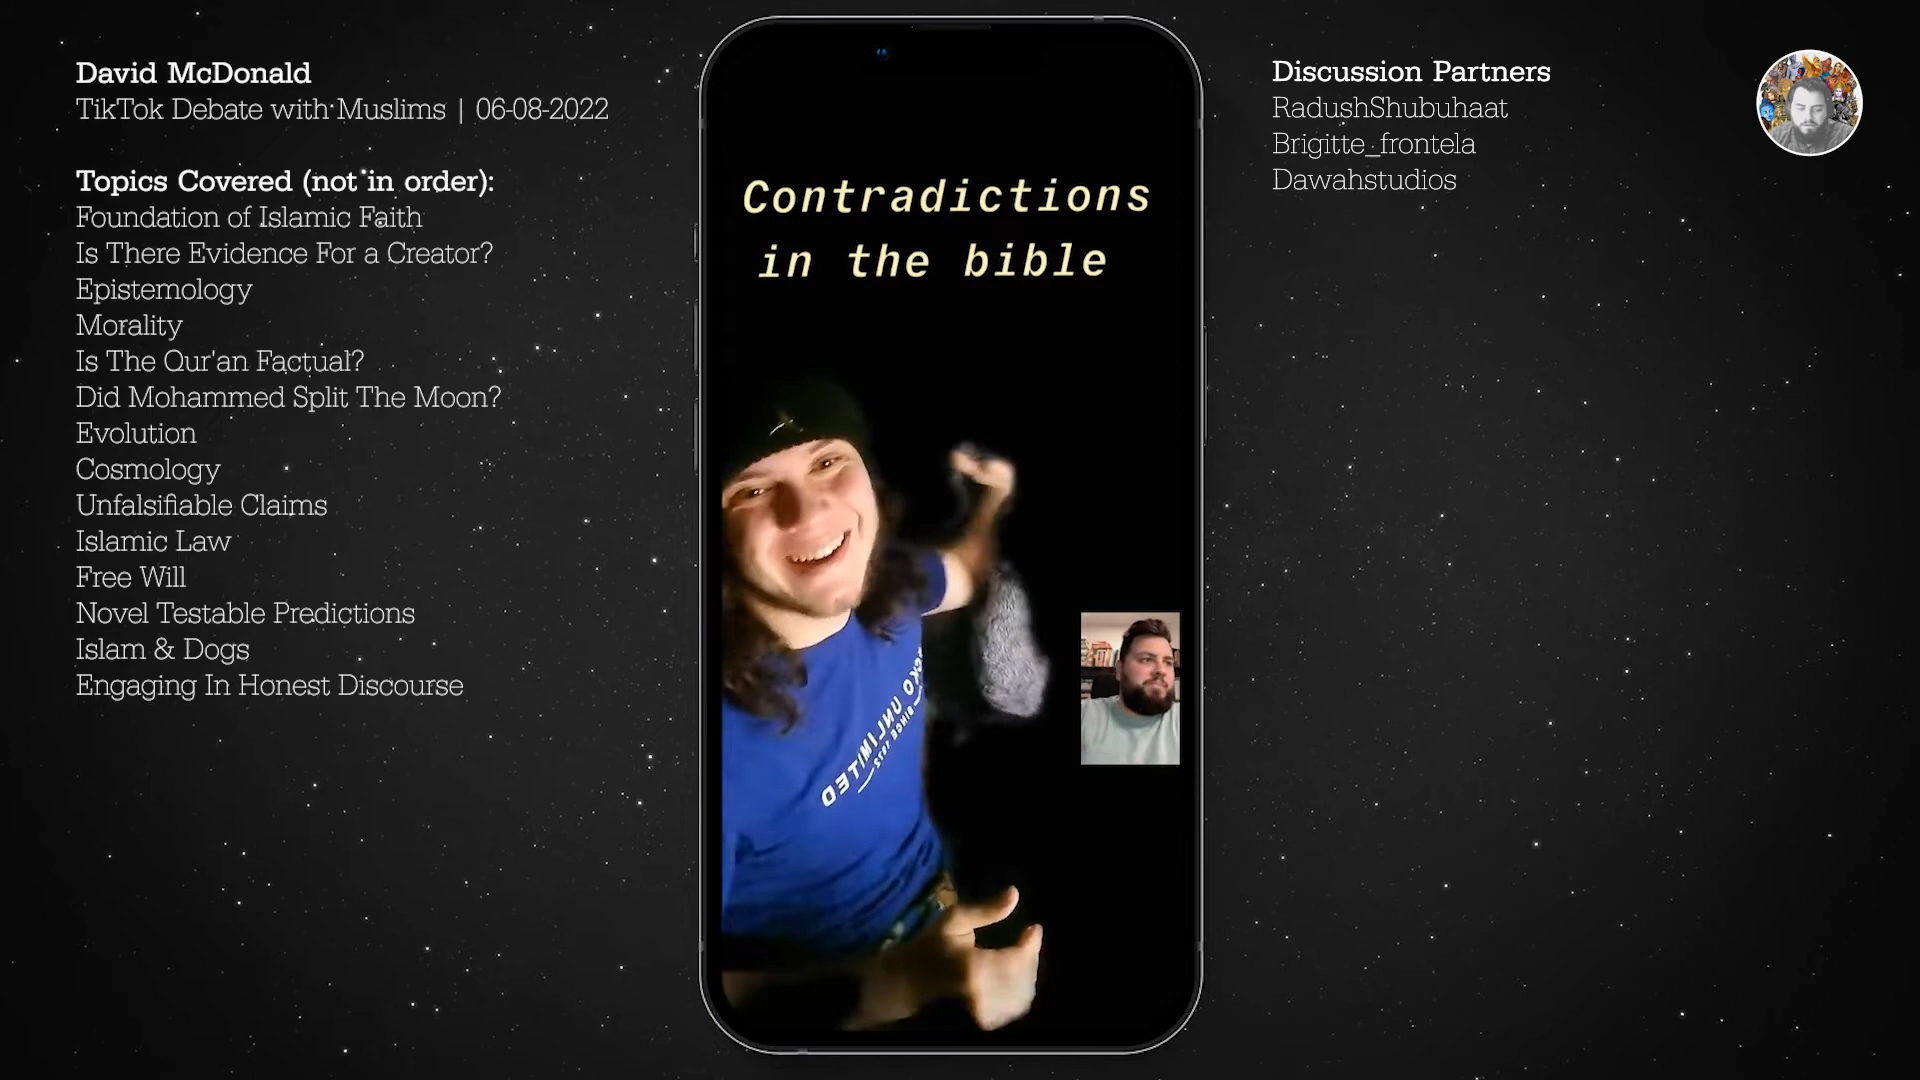 David McDonald
TikTok Debate with Muslims | 06-08-2022
Topics Covered (not in order):
Foundation of Islamic Faith
Is There Evidence For a Creator?
Epistemology
Morality
Is The Qur'an Factual?
Did Mohammed Split The Moon?
Evolution
Cosmology
Unfalsifiable Claims
Islamic Law
Free Will
Novel Testable Predictions
Islam & Dogs
Engaging In Honest Discourse
Contradictions
in the bible
UNLIMITED
SINCE
Discussion Partners
RadushShubuhaat
Brigitte_frontela
Dawahstudios